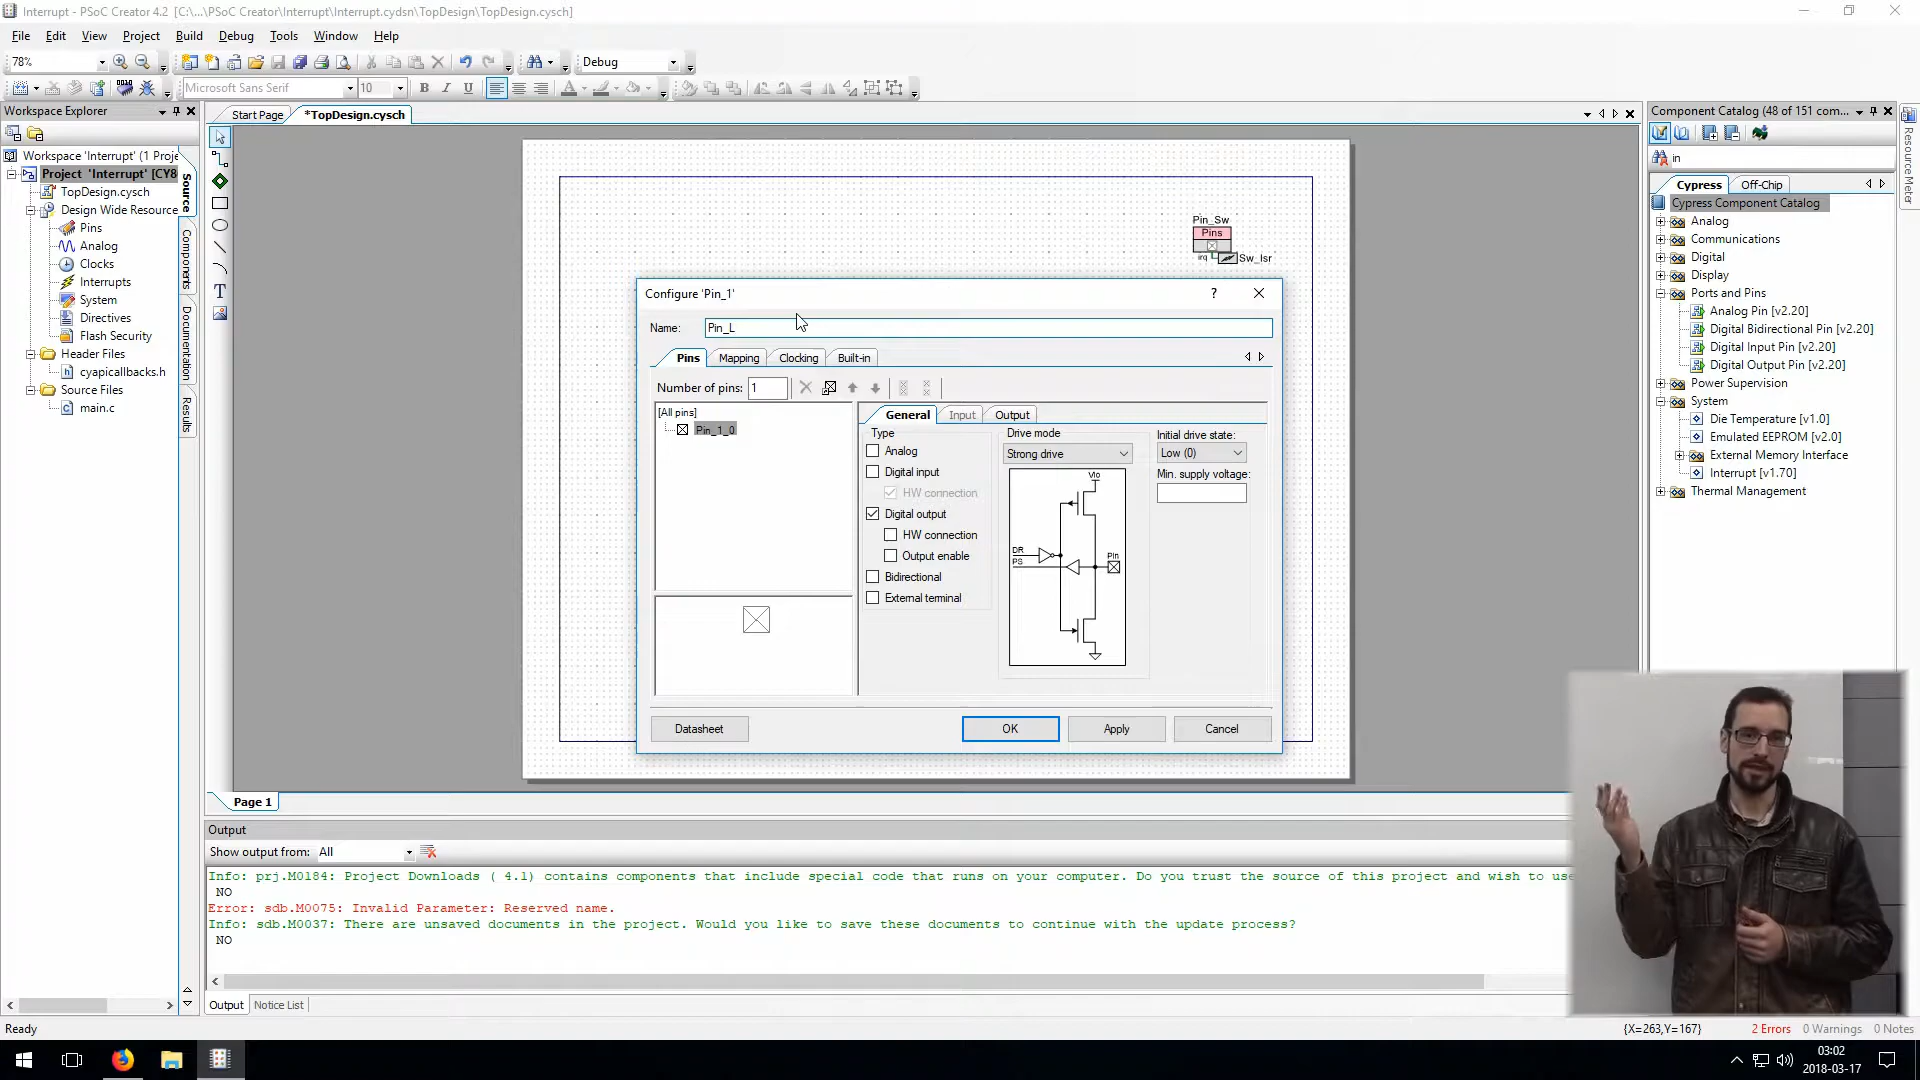 Interrupt - PSoC Creator 4.2 [C:\...\PSoC Creator\Interrupt\Interrupt.cydsn\TopDesign\TopDesign.cysch]
File Edit View Project Build Debug Tools Window Help
78% Debug
Microsoft Sans Serif 10 B I U
Workspace Explorer
Start Page *TopDesign.cysch
Component Catalog (48 of 151 com...
in
Workspace 'Interrupt' (1 Proje
Project 'Interrupt' [CY8
TopDesign.cysch
Design Wide Resource
Pins
Analog
Clocks
Interrupts
System
Directives
Flash Security
Header Files
cyapicallbacks.h
Source Files
main.c
Source
Components
Documentation
Results
T
Pin_Sw
Pins
irq Sw_Isr
Configure 'Pin_1' ?
Name: Pin_L
Pins Mapping Clocking Built-in
Number of pins: 1
[All pins]
Pin_1_0
General Input Output
Type
Analog
Digital input
HW connection
Digital output
HW connection
Output enable
Bidirectional
External terminal
Drive mode
Strong drive
Vio
DR
PS
Pin
Initial drive state:
Low (0)
Min. supply voltage:
Datasheet OK Apply Cancel
Cypress Off-Chip
Cypress Component Catalog
Analog
Communications
Digital
Display
Ports and Pins
Analog Pin [v2.20]
Digital Bidirectional Pin [v2.20]
Digital Input Pin [v2.20]
Digital Output Pin [v2.20]
Power Supervision
System
Die Temperature [v1.0]
Emulated EEPROM [v2.0]
External Memory Interface
Interrupt [v1.70]
Thermal Management
Resource Meter
Page 1
Output
Show output from: All
Info: prj.M0184: Project Downloads ( 4.1) contains components that include special code that runs on your computer. Do you trust the source of this project and wish to use
NO
Error: sdb.M0075: Invalid Parameter: Reserved name.
Info: sdb.M0037: There are unsaved documents in the project. Would you like to save these documents to continue with the update process?
NO
Output Notice List
Ready {X=263,Y=167} 2 Errors 0 Warnings 0 Notes
03:02
2018-03-17